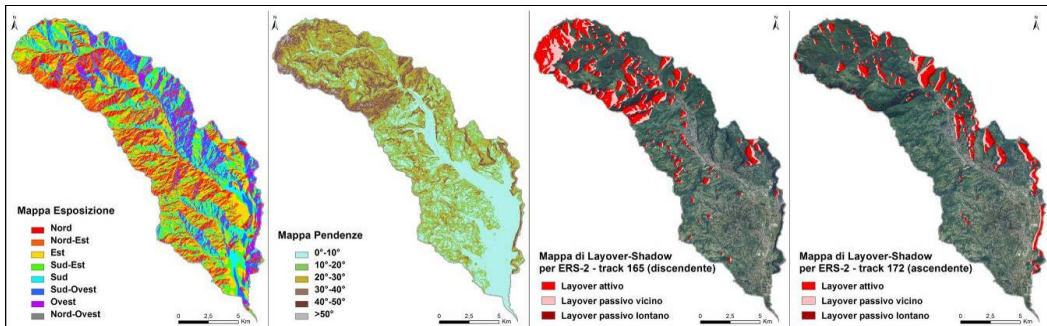 N
Mappa Esposizione
Nord
Nord-Est
Est
Sud-Est
Sud
Sud-Ovest
Ovest
Nord-Ovest
0 2.5 5
Km
N
Mappa Pendenze
0°-10°
10°-20°
20°-30°
30°-40°
40°-50°
>50°
0 2.5 5
Km
N
Mappa di Layover-Shadow
per ERS-2 - track 165 (discendente)
Layover attivo
Layover passivo vicino
Layover passivo lontano
0 2.5 5
Km
N
Mappa di Layover-Shadow
per ERS-2 - track 172 (ascendente)
Layover attivo
Layover passivo vicino
Layover passivo lontano
0 2.5 5
Km